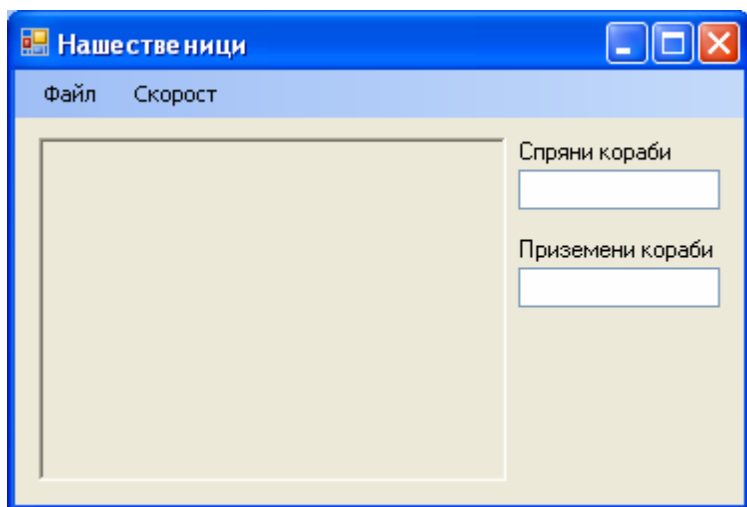 Нашественици
Файл Скорост
Спряни кораби
Приземени кораби